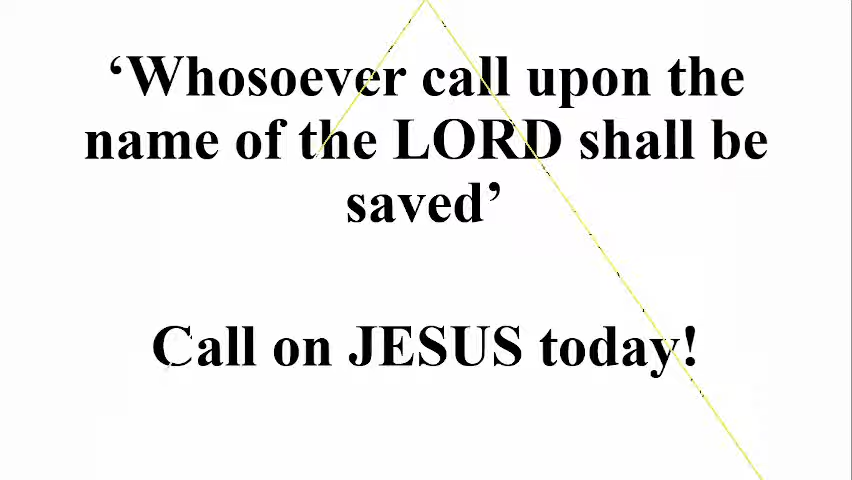 ‘Whosoever call upon the
name of the LORD shall be
saved’
Call on JESUS today!